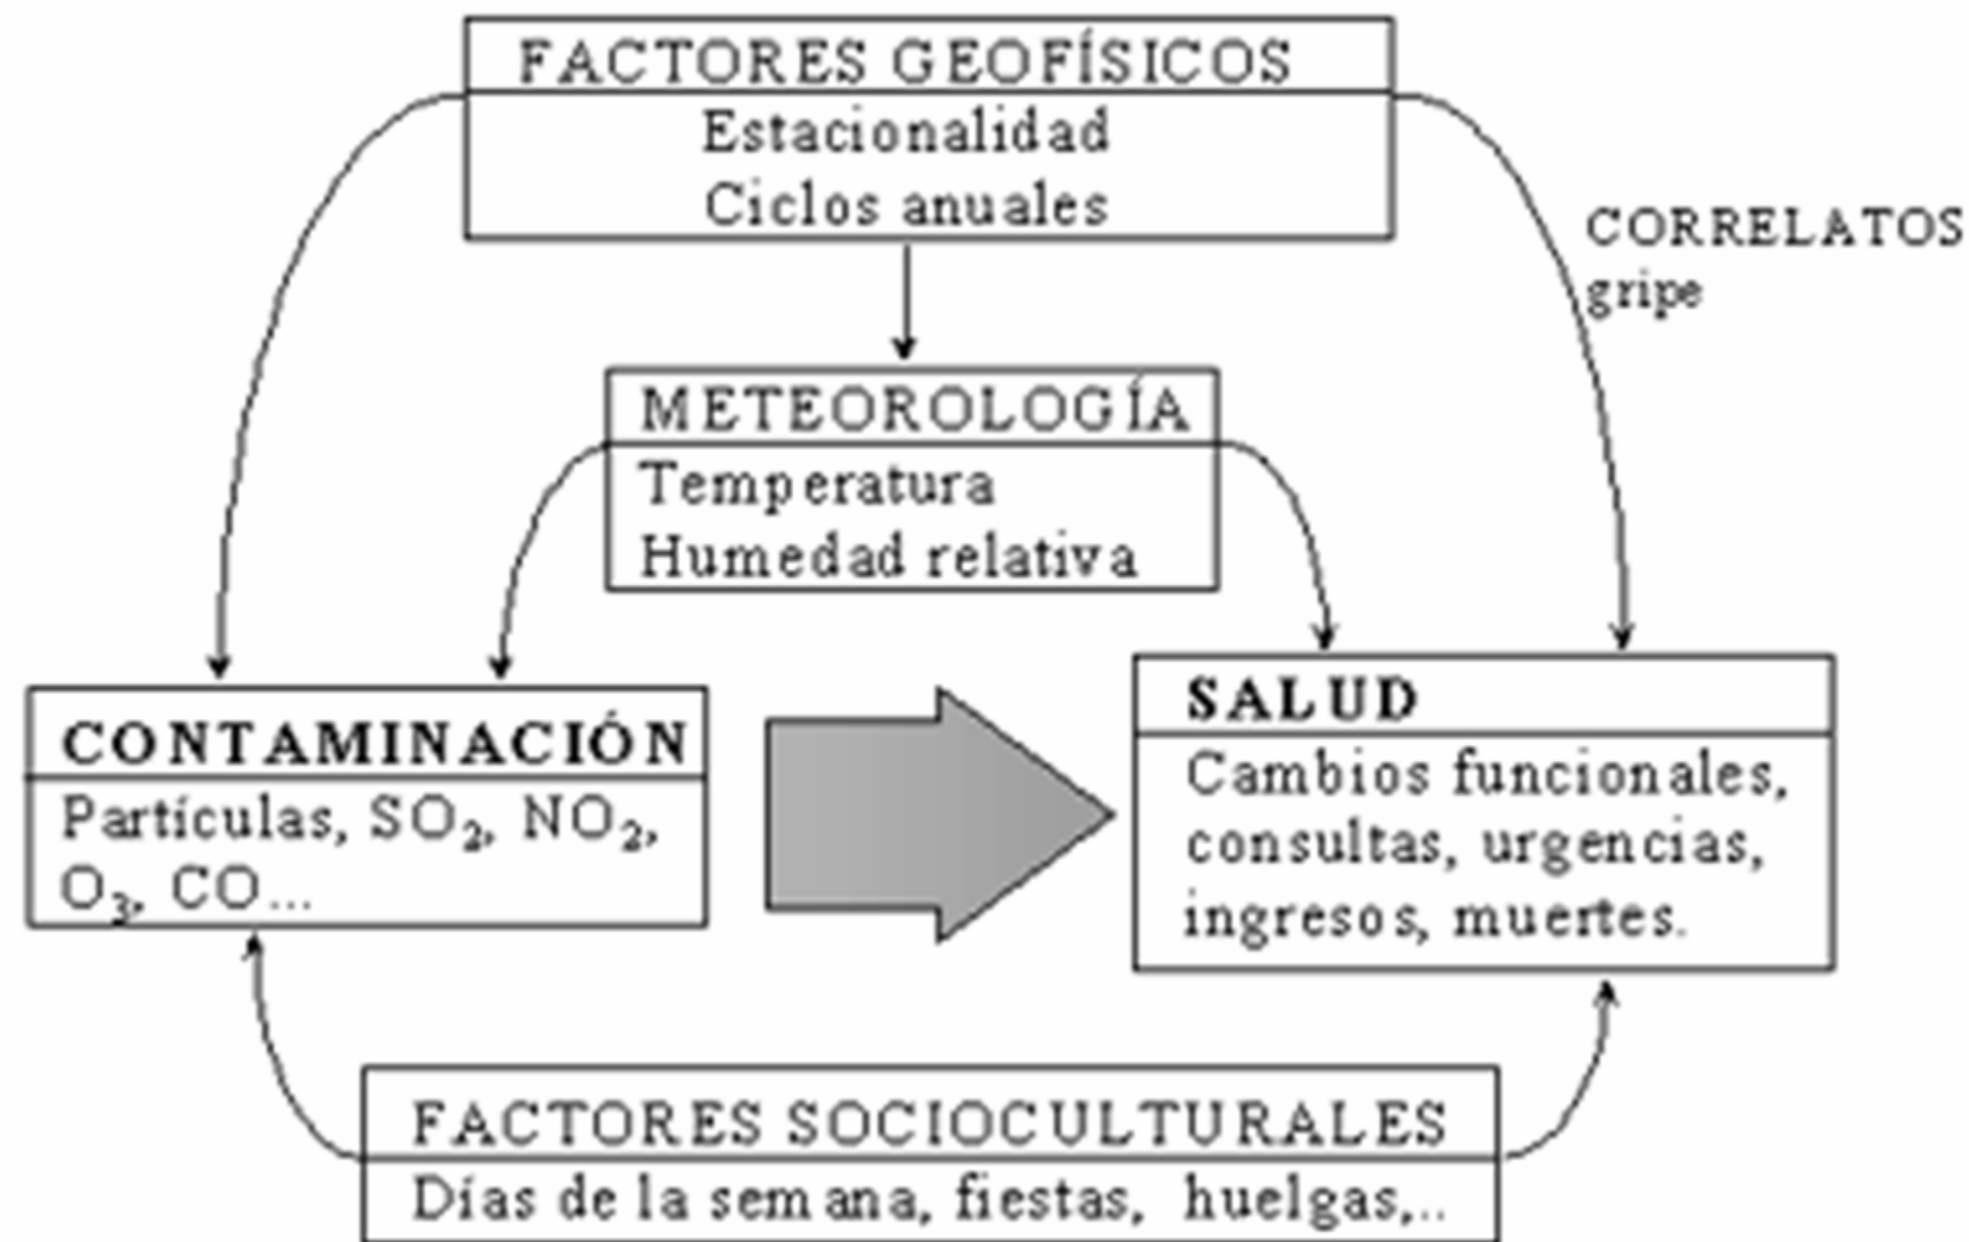 FACTORES GEOFÍSICOS
Estacionalidad
Ciclos anuales
CORRELATOS
gripe
METEOROLOGÍA
Temperatura
Humedad relativa
CONTAMINACIÓN
Partículas, SO₂, NO₂,
O₃, CO...
SALUD
Cambios funcionales,
consultas, urgencias,
ingresos, muertes.
FACTORES SOCIOCULTURALES
Días de la semana, fiestas, huelgas,..